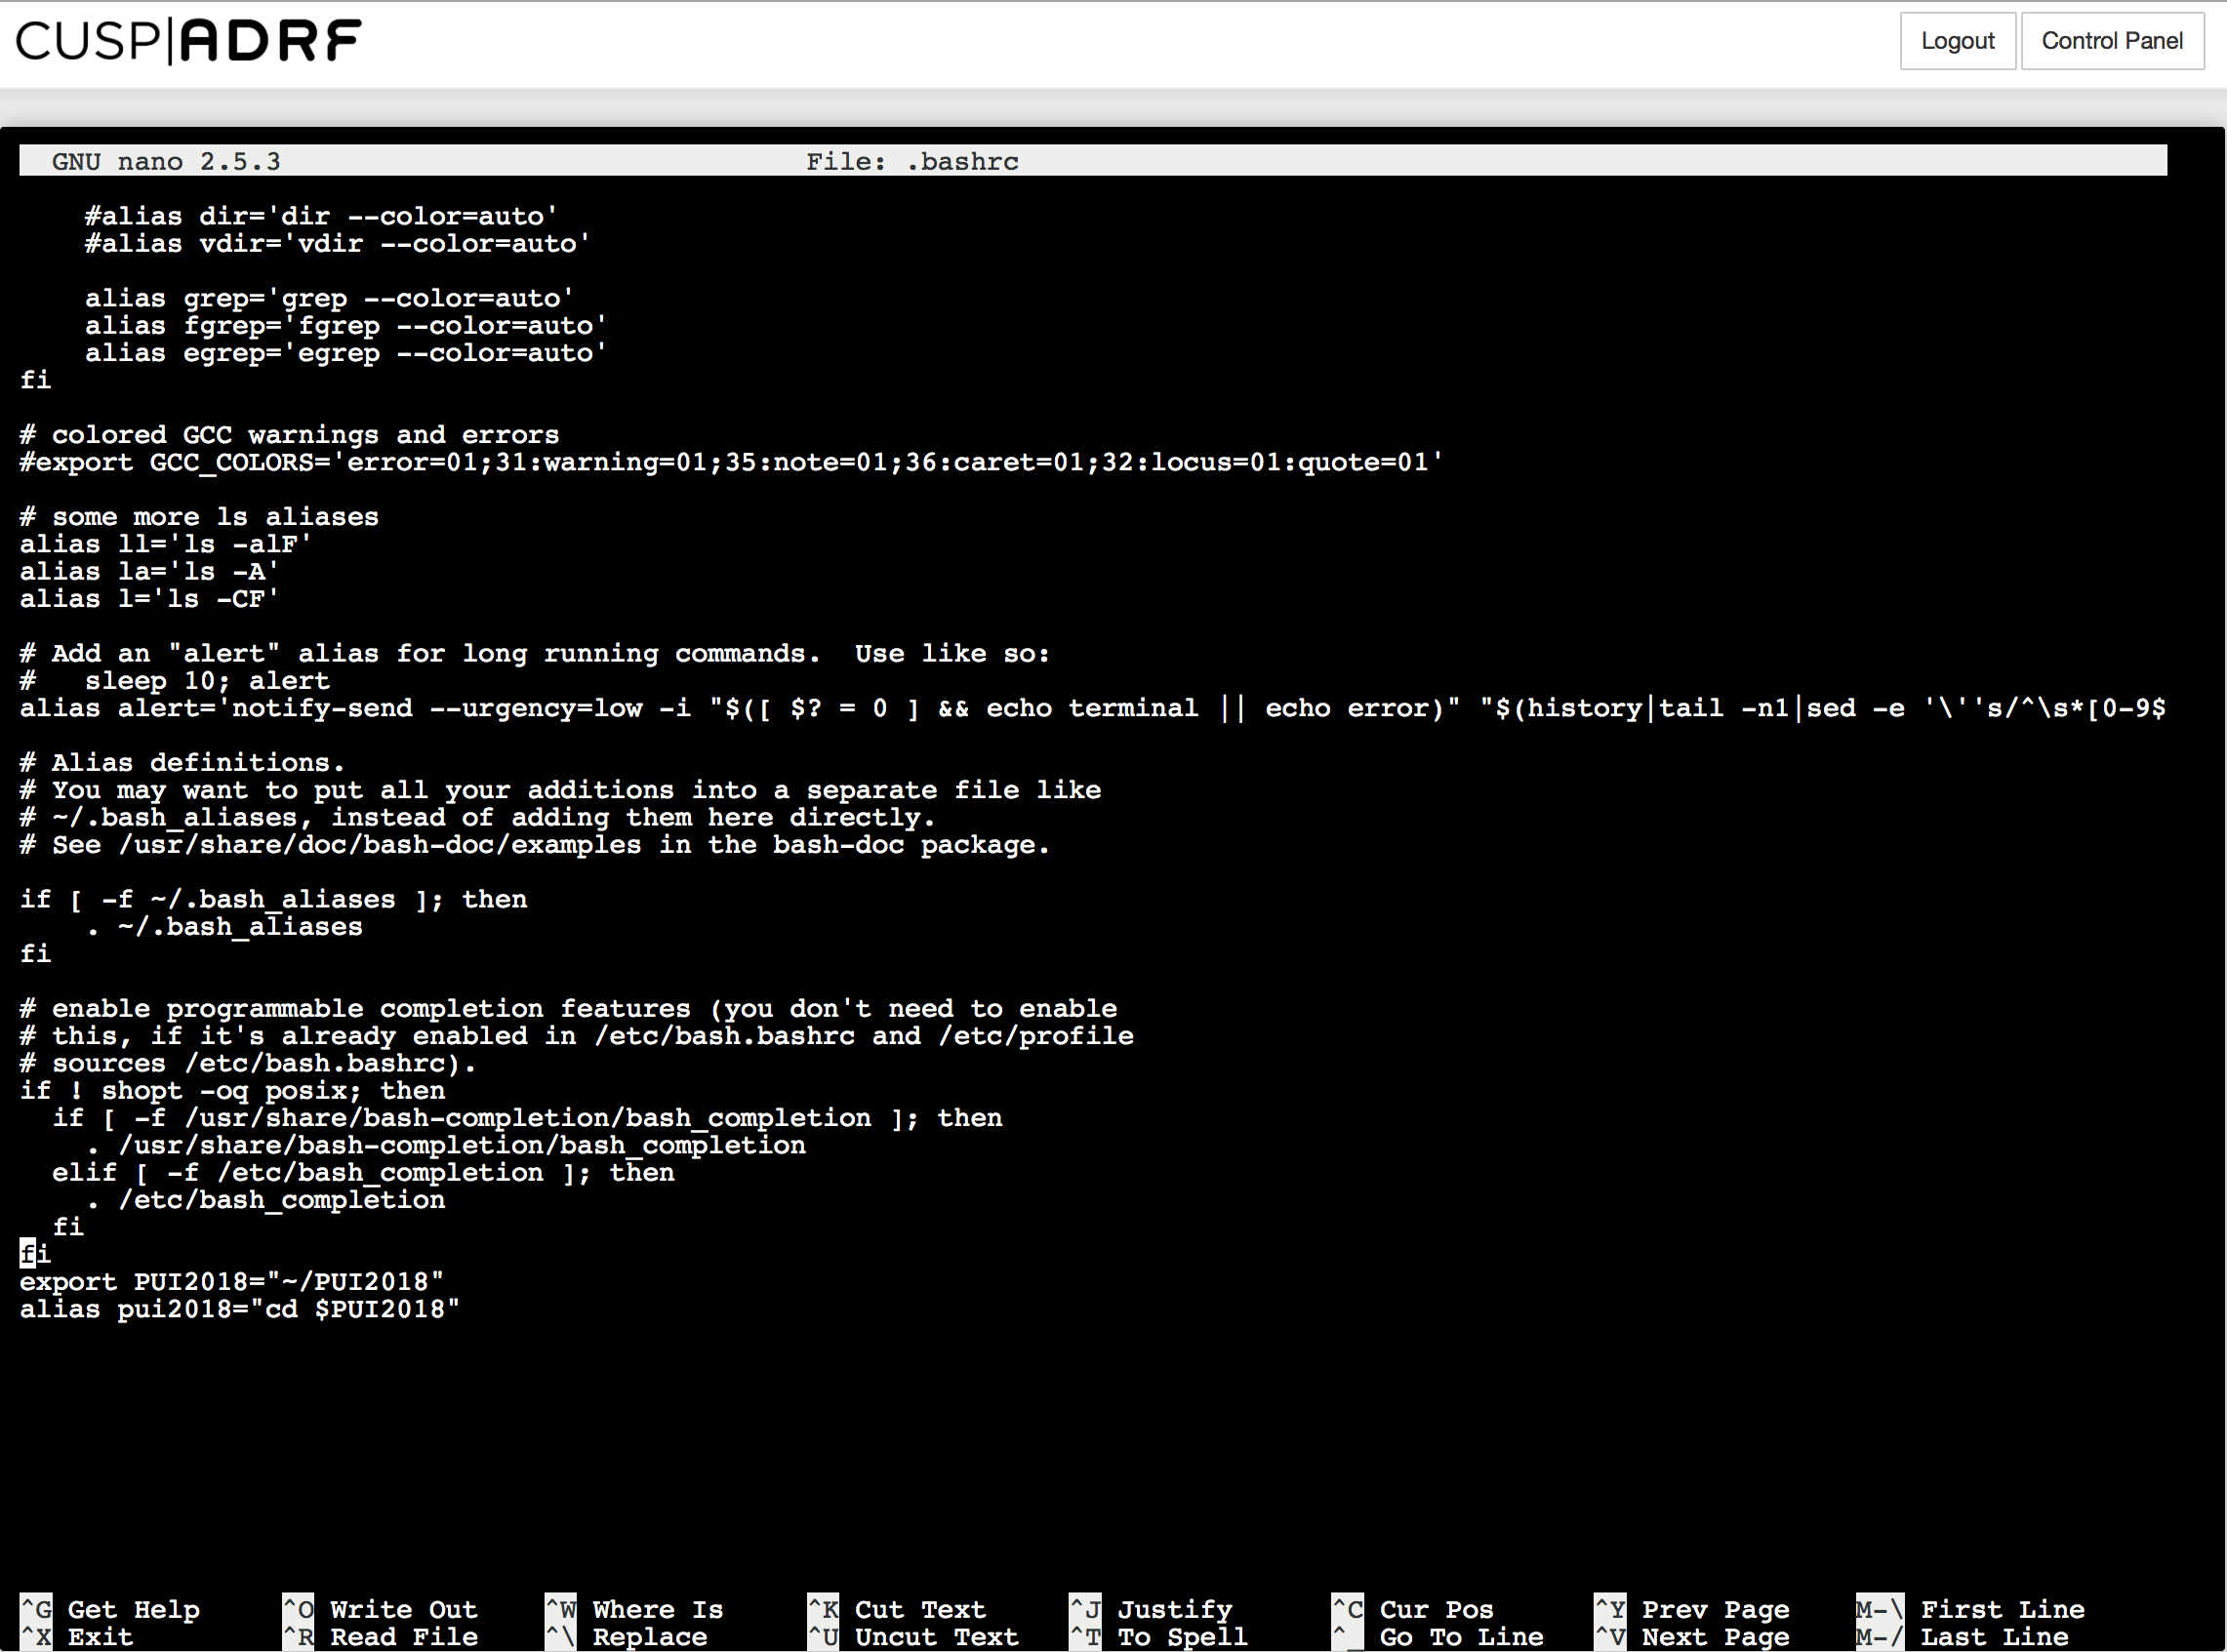 CUSP|ADRF
Logout
Control Panel
GNU nano 2.5.3 File: .bashrc
#alias dir='dir --color=auto'
#alias vdir='vdir --color=auto'
alias grep='grep --color=auto'
alias fgrep='fgrep --color=auto'
alias egrep='egrep --color=auto'
fi
# colored GCC warnings and errors
#export GCC_COLORS='error=01;31:warning=01;35:note=01;36:caret=01;32:locus=01:quote=01'
# some more ls aliases
alias ll='ls -alF'
alias la='ls -A'
alias l='ls -CF'
# Add an "alert" alias for long running commands.  Use like so:
#   sleep 10; alert
alias alert='notify-send --urgency=low -i "$([ $? = 0 ] && echo terminal || echo error)" "$(history|tail -n1|sed -e '\''s/^\s*[0-9$
# Alias definitions.
# You may want to put all your additions into a separate file like
# ~/.bash_aliases, instead of adding them here directly.
# See /usr/share/doc/bash-doc/examples in the bash-doc package.
if [ -f ~/.bash_aliases ]; then
    . ~/.bash_aliases
fi
# enable programmable completion features (you don't need to enable
# this, if it's already enabled in /etc/bash.bashrc and /etc/profile
# sources /etc/bash.bashrc).
if ! shopt -oq posix; then
  if [ -f /usr/share/bash-completion/bash_completion ]; then
    . /usr/share/bash-completion/bash_completion
  elif [ -f /etc/bash_completion ]; then
    . /etc/bash_completion
  fi
fi
export PUI2018="~/PUI2018"
alias pui2018="cd $PUI2018"
^G Get Help ^O Write Out ^W Where Is ^K Cut Text ^J Justify ^C Cur Pos ^Y Prev Page M-\ First Line
^X Exit ^R Read File ^\ Replace ^U Uncut Text ^T To Spell ^_ Go To Line ^V Next Page M-/ Last Line